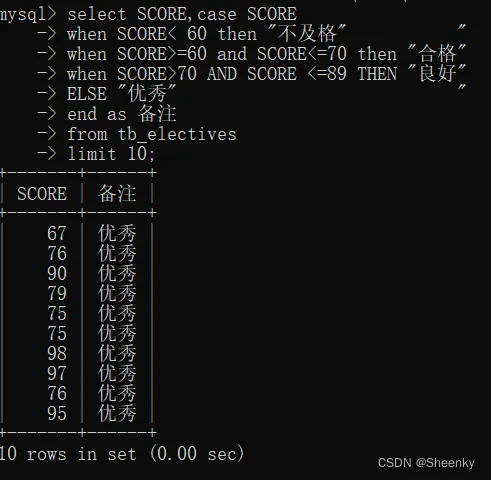 mysql> select SCORE,case SCORE
    -> when SCORE< 60 then "不及格"           "
    -> when SCORE>=60 and SCORE<=70 then "合格"
    -> when SCORE>70 AND SCORE <=89 THEN "良好"
    -> ELSE "优秀"                            "
    -> end as 备注
    -> from tb_electives
    -> limit 10;
+-------+------+
| SCORE | 备注 |
+-------+------+
|    67 | 优秀 |
|    76 | 优秀 |
|    90 | 优秀 |
|    79 | 优秀 |
|    75 | 优秀 |
|    75 | 优秀 |
|    98 | 优秀 |
|    97 | 优秀 |
|    76 | 优秀 |
|    95 | 优秀 |
+-------+------+
10 rows in set (0.00 sec)
CSDN @Sheenky